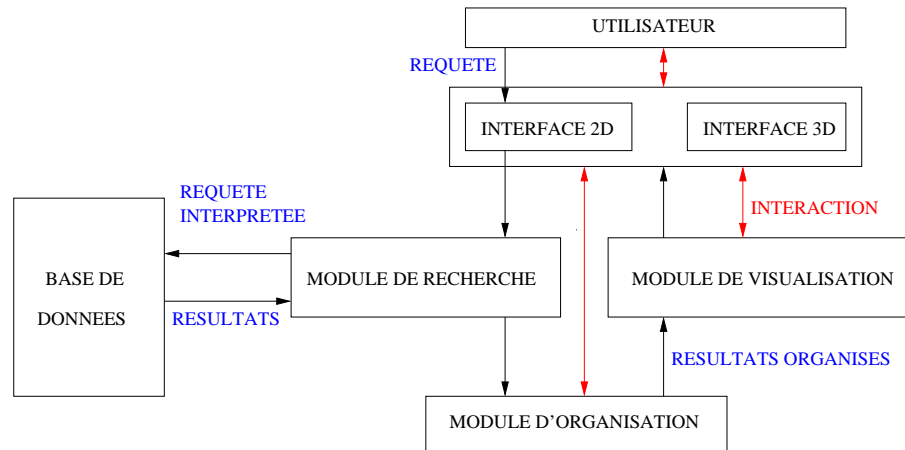 UTILISATEUR
REQUETE
INTERFACE 2D
INTERFACE 3D
REQUETE
INTERPRETEE
INTERACTION
BASE DE
DONNEES
MODULE DE RECHERCHE
MODULE DE VISUALISATION
RESULTATS
RESULTATS ORGANISES
MODULE D'ORGANISATION